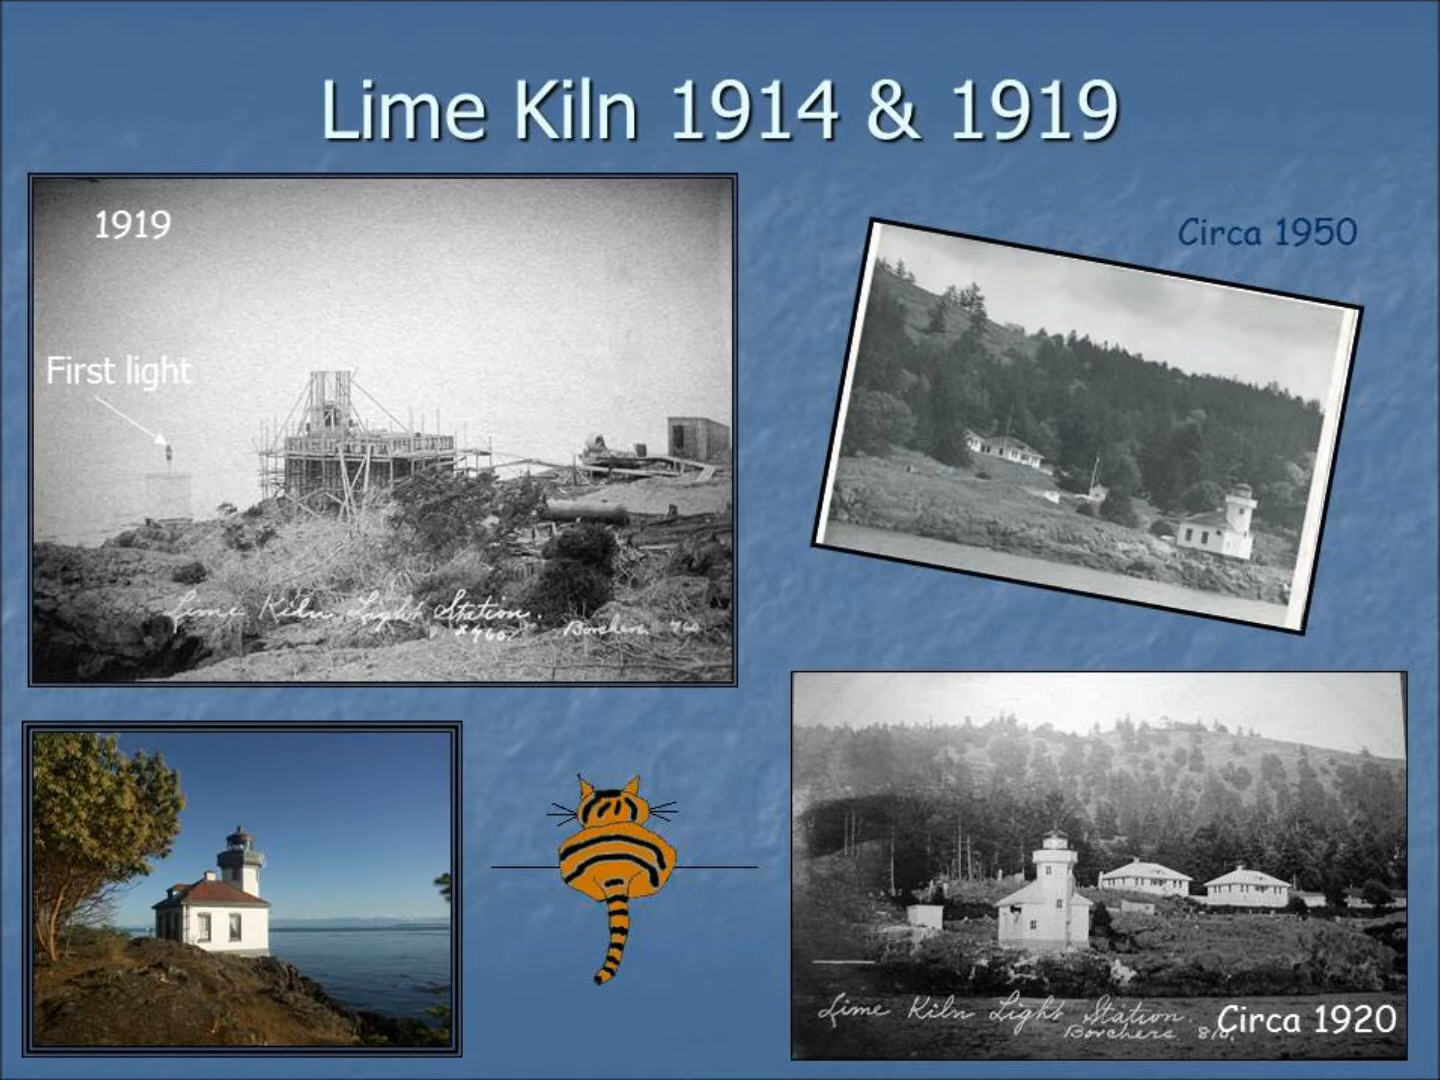 Lime Kiln 1914 & 1919
1919
First light
Lime Kiln Light Station.
Borchers 760
Circa 1950
Lime Kiln Light Station.
Borchers
Circa 1920